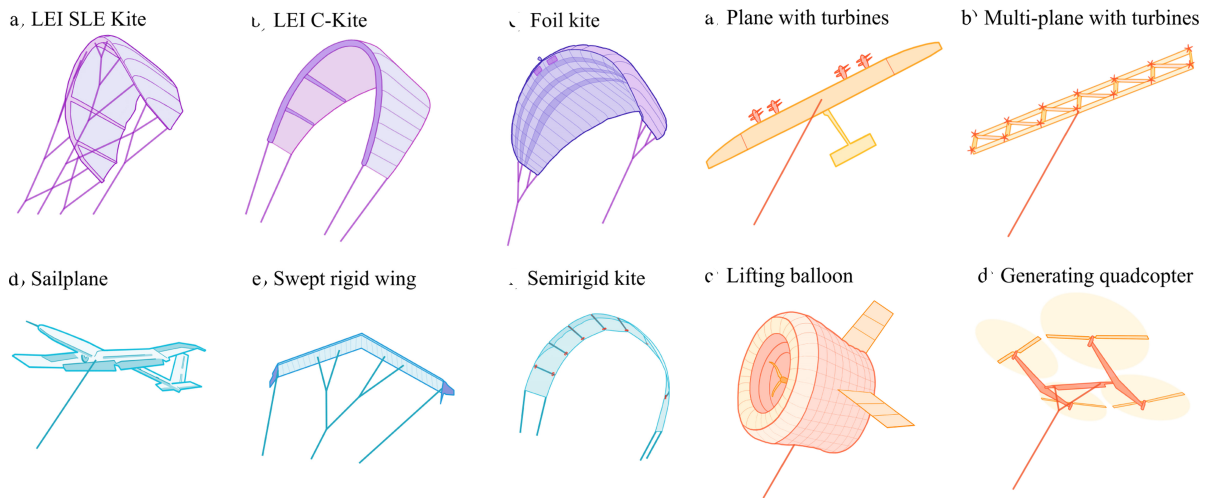 a) LEI SLE Kite
b) LEI C-Kite
c) Foil kite
a) Plane with turbines
b) Multi-plane with turbines
d) Sailplane
e) Swept rigid wing
Semirigid kite
c) Lifting balloon
d) Generating quadcopter